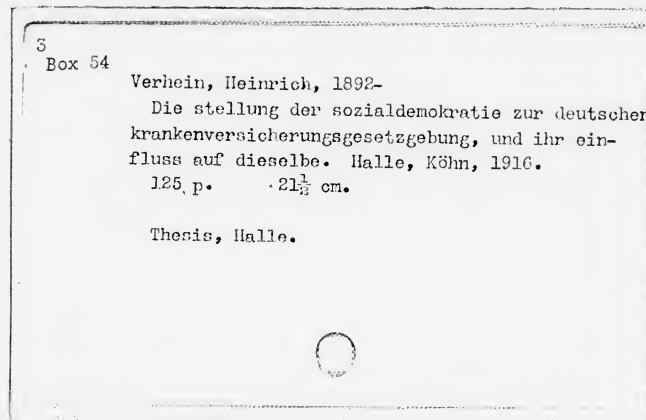 3
Box 54
Verhein, Heinrich, 1892-
Die stellung der sozialdemokratie zur deutschen
krankenversicherungsgesetzgebung, und ihr ein-
fluss auf dieselbe. Halle, Köhn, 1916.
125 p. 21½ cm.
Thesis, Halle.